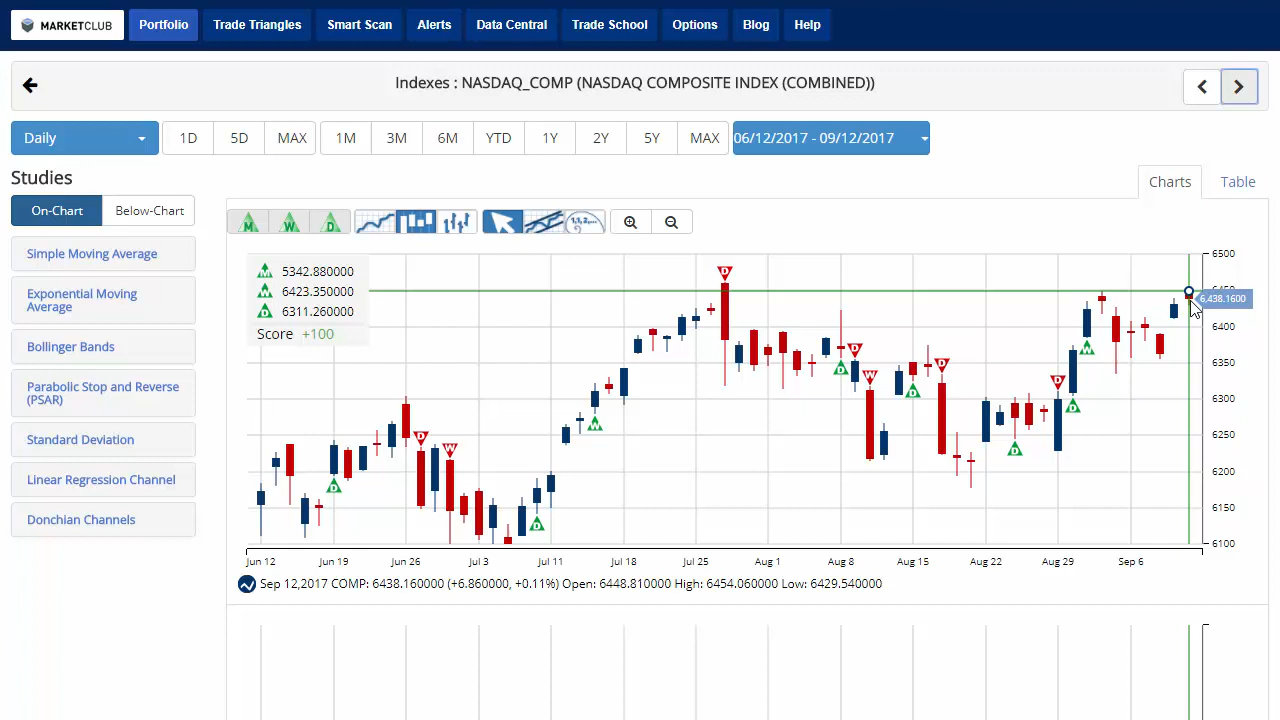 MARKETCLUB Portfolio Trade Triangles Smart Scan Alerts Data Central Trade School Options Blog Help
Indexes : NASDAQ_COMP (NASDAQ COMPOSITE INDEX (COMBINED))
Daily 1D 5D MAX 1M 3M 6M YTD 1Y 2Y 5Y MAX 06/12/2017 - 09/12/2017
Studies
Charts Table
On-Chart Below-Chart
M W D
Simple Moving Average
Exponential Moving
Average
Bollinger Bands
Parabolic Stop and Reverse
(PSAR)
Standard Deviation
Linear Regression Channel
Donchian Channels
M 5342.880000
W 6423.350000
D 6311.260000
Score +100
D
D
W
D
W
D
D
D
D
W
D
D
D
D
D
W
D
6500
6,438.1600
6400
6350
6300
6250
6200
6150
6100
Jun 12 Jun 19 Jun 26 Jul 3 Jul 11 Jul 18 Jul 25 Aug 1 Aug 8 Aug 15 Aug 22 Aug 29 Sep 6
Sep 12,2017 COMP: 6438.160000 (+6.860000, +0.11%) Open: 6448.810000 High: 6454.060000 Low: 6429.540000